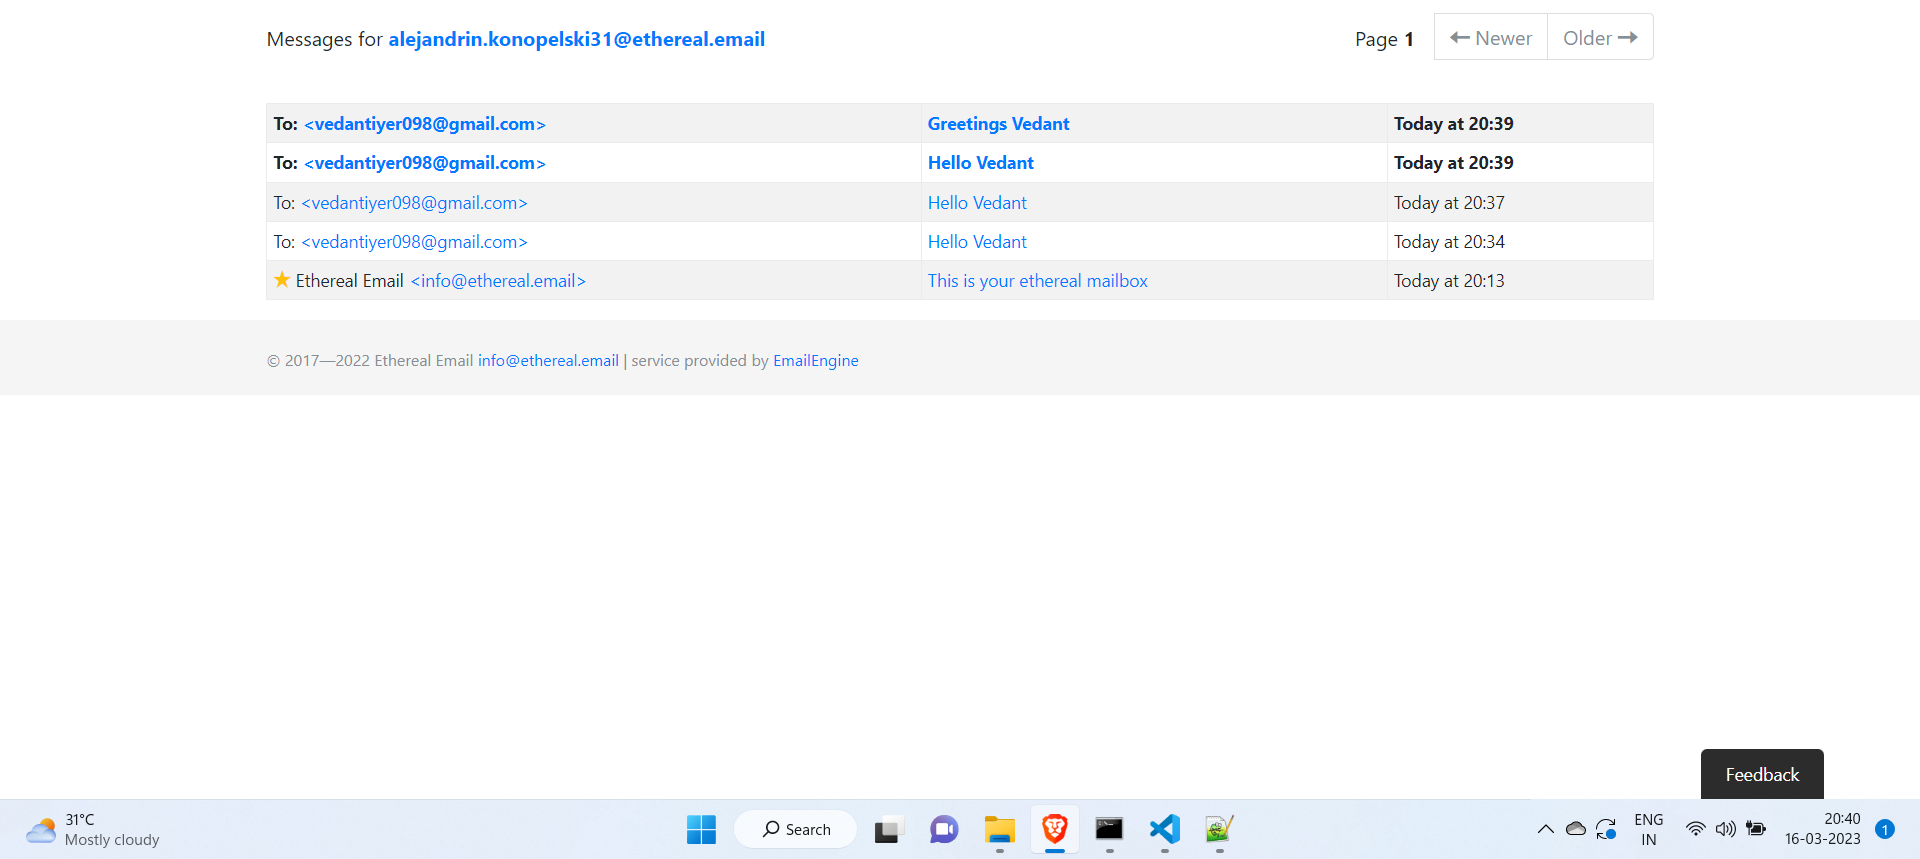 Messages for alejandrin.konopelski31@ethereal.email Page 1 Newer Older
To: <vedantiyer098@gmail.com> Greetings Vedant Today at 20:39
To: <vedantiyer098@gmail.com> Hello Vedant Today at 20:39
To: <vedantiyer098@gmail.com> Hello Vedant Today at 20:37
To: <vedantiyer098@gmail.com> Hello Vedant Today at 20:34
Ethereal Email <info@ethereal.email> This is your ethereal mailbox Today at 20:13
© 2017—2022 Ethereal Email info@ethereal.email | service provided by EmailEngine
Feedback
31°C
Mostly cloudy
Search
ENG
IN
20:40
16-03-2023
1